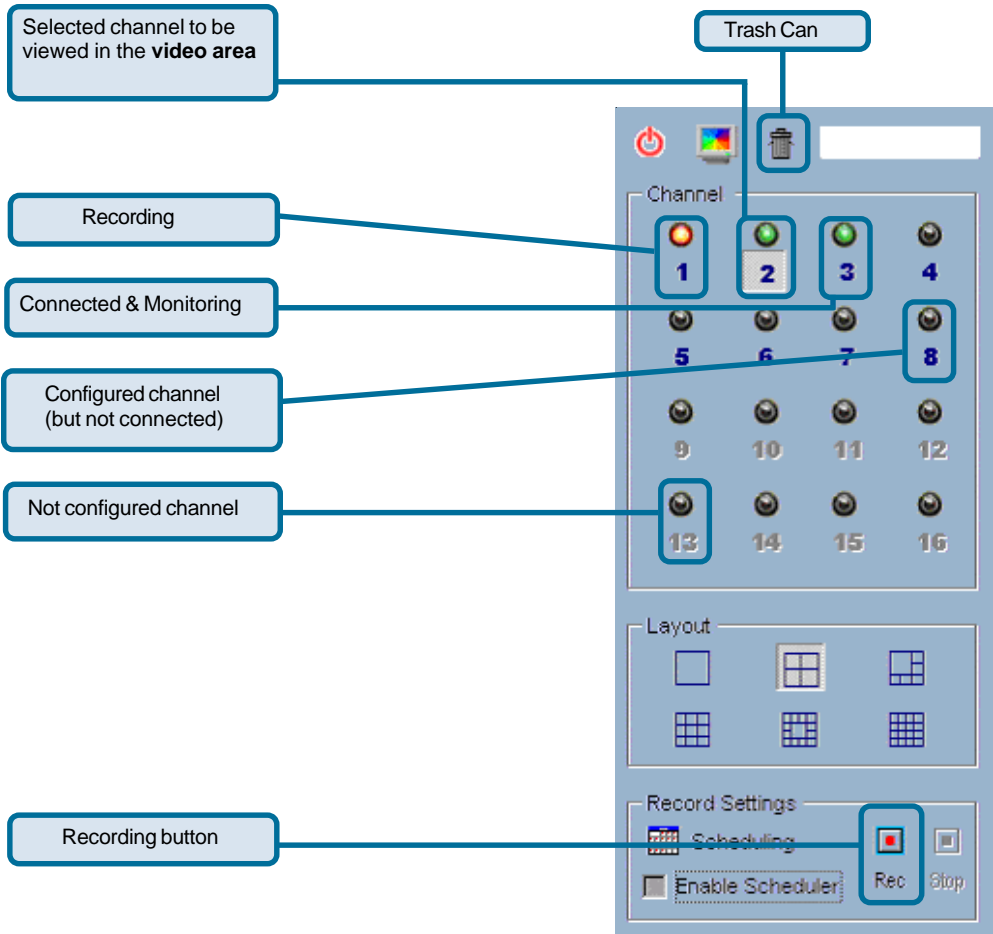 Selected channel to be
viewed in the video area
Trash Can
Channel
Recording
1 2 3 4
Connected & Monitoring
5 6 7 8
Configured channel
(but not connected)
9 10 11 12
Not configured channel
13 14 15 16
Layout
Record Settings
Recording button
Scheduling
Enable Scheduler
Rec Stop